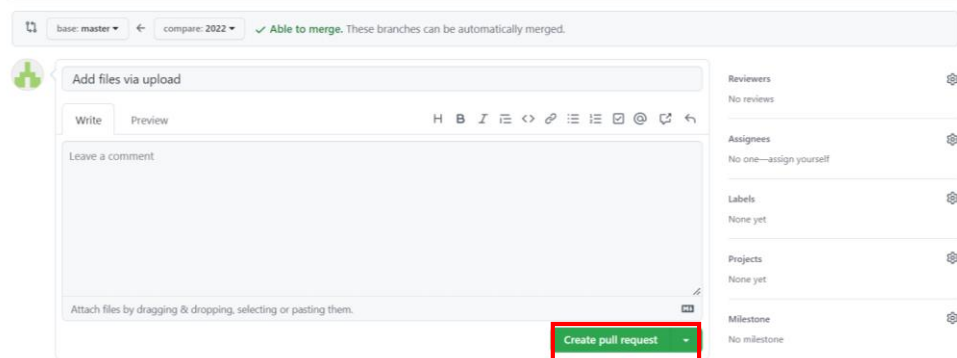 base: master ← compare: 2022 ✓ Able to merge. These branches can be automatically merged.
Add files via upload
Write Preview H B I <> @
Leave a comment
Attach files by dragging & dropping, selecting or pasting them.
Create pull request
Reviewers
No reviews
Assignees
No one—assign yourself
Labels
None yet
Projects
None yet
Milestone
No milestone